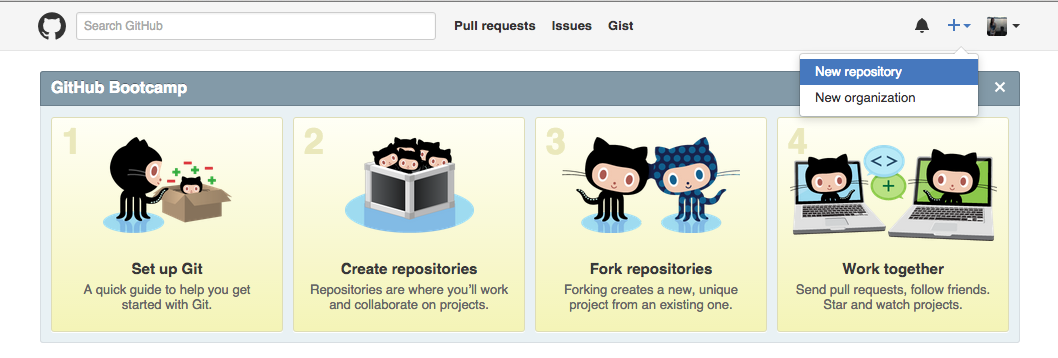 Search GitHub
Pull requests
Issues
Gist
New repository
New organization
GitHub Bootcamp
1
Set up Git
A quick guide to help you get
started with Git.
2
Create repositories
Repositories are where you'll work
and collaborate on projects.
3
Fork repositories
Forking creates a new, unique
project from an existing one.
4
Work together
Send pull requests, follow friends.
Star and watch projects.